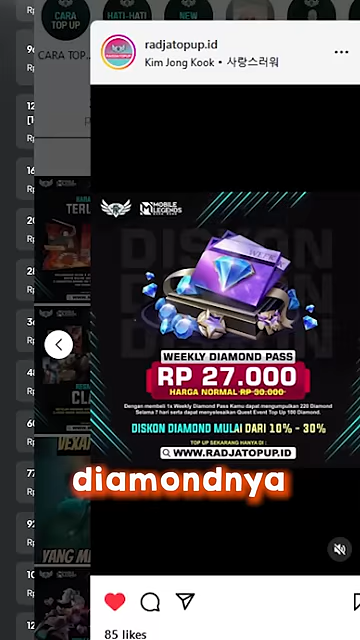 CARA
TOP UP
HATI-HATI
NEW
CARA TOP...
radjatopup.id
Kim Jong Kook • 사랑스러워
MOBILE
LEGENDS
WEEKLY DIAMOND PASS
RP 27.000
HARGA NORMAL RP 30.000
Dengan membeli 1x Weekly Diamond Pass Kamu dapat mengumpulkan 220 Diamond
Selama 7 hari serta dapat menyelesaikan Quest Event Top Up 100 Diamond.
DISKON DIAMOND MULAI DARI 10% - 30%
TOP UP SEKARANG HANYA DI :
WWW.RADJATOPUP.ID
diamondnya
YANG M
85 likes